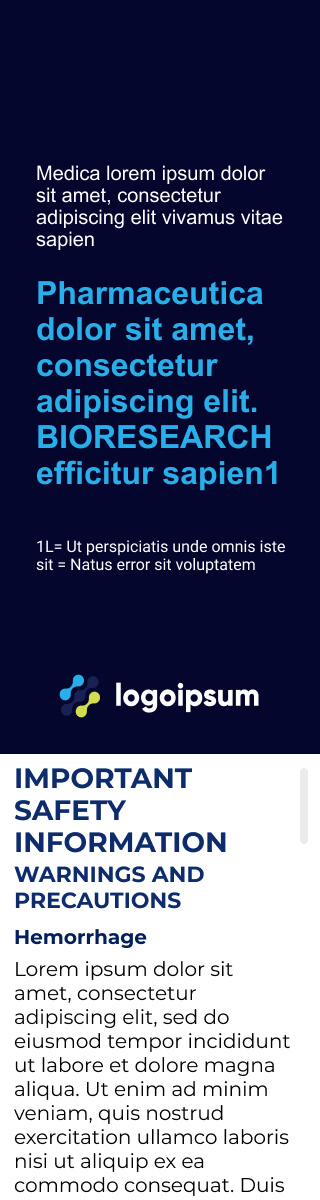 Medica lorem ipsum dolor
sit amet, consectetur
adipiscing elit vivamus vitae
sapien
Pharmaceutica
dolor sit amet,
consectetur
adipiscing elit.
BIORESEARCH
efficitur sapien1
1L= Ut perspiciatis unde omnis iste
sit = Natus error sit voluptatem
logoipsum
IMPORTANT
SAFETY
INFORMATION
WARNINGS AND
PRECAUTIONS
Hemorrhage
Lorem ipsum dolor sit
amet, consectetur
adipiscing elit, sed do
eiusmod tempor incididunt
ut labore et dolore magna
aliqua. Ut enim ad minim
veniam, quis nostrud
exercitation ullamco laboris
nisi ut aliquip ex ea
commodo consequat. Duis